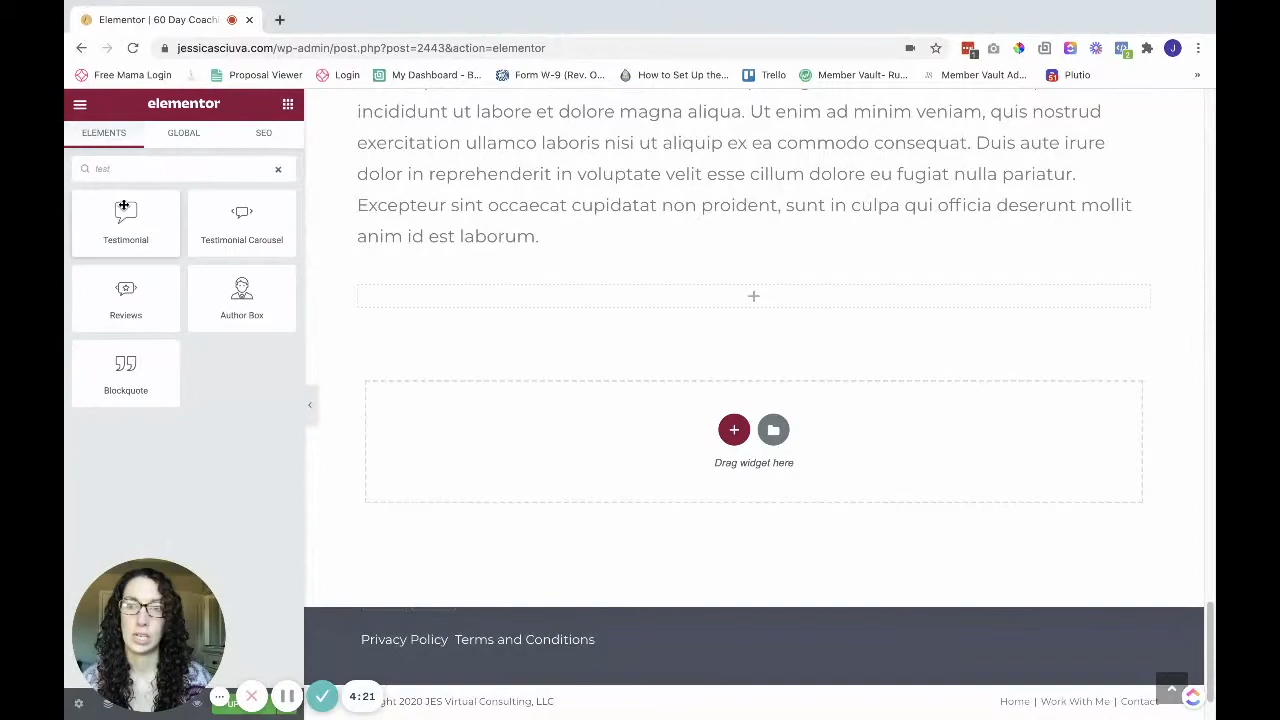 Elementor | 60 Day Coachi
jessicasciuva.com/wp-admin/post.php?post=2443&action=elementor
Free Mama Login
Proposal Viewer
Login
My Dashboard - B...
Form W-9 (Rev. O...
How to Set Up the...
Trello
Member Vault- Ru...
Member Vault Ad...
Plutio
elementor
ELEMENTS
GLOBAL
SEO
test
Testimonial
Testimonial Carousel
Reviews
Author Box
Blockquote
incididunt ut labore et dolore magna aliqua. Ut enim ad minim veniam, quis nostrud
exercitation ullamco laboris nisi ut aliquip ex ea commodo consequat. Duis aute irure
dolor in reprehenderit in voluptate velit esse cillum dolore eu fugiat nulla pariatur.
Excepteur sint occaecat cupidatat non proident, sunt in culpa qui officia deserunt mollit
anim id est laborum.
Drag widget here
Privacy Policy Terms and Conditions
4:21
2020 JES Virtual Consulting, LLC
Home | Work With Me | Contact